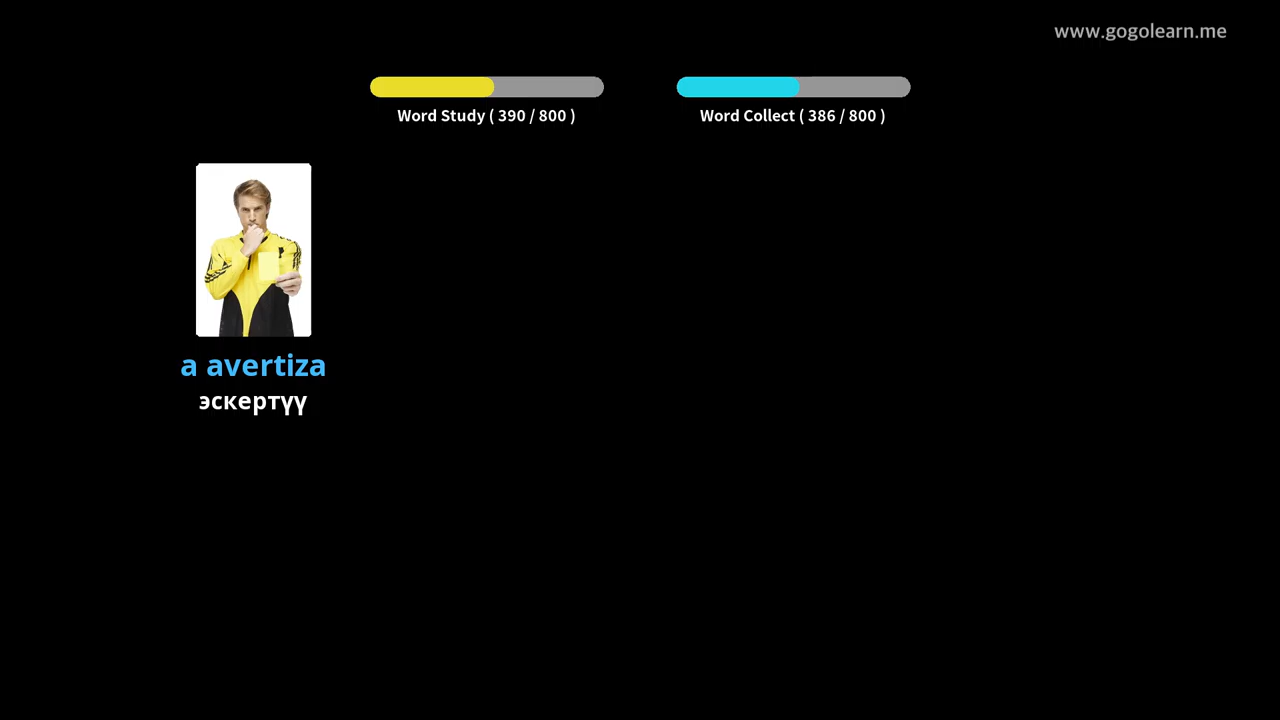 www.gogolearn.me
Word Study ( 390 / 800 )
Word Collect ( 386 / 800 )
a avertiza
эскертүү